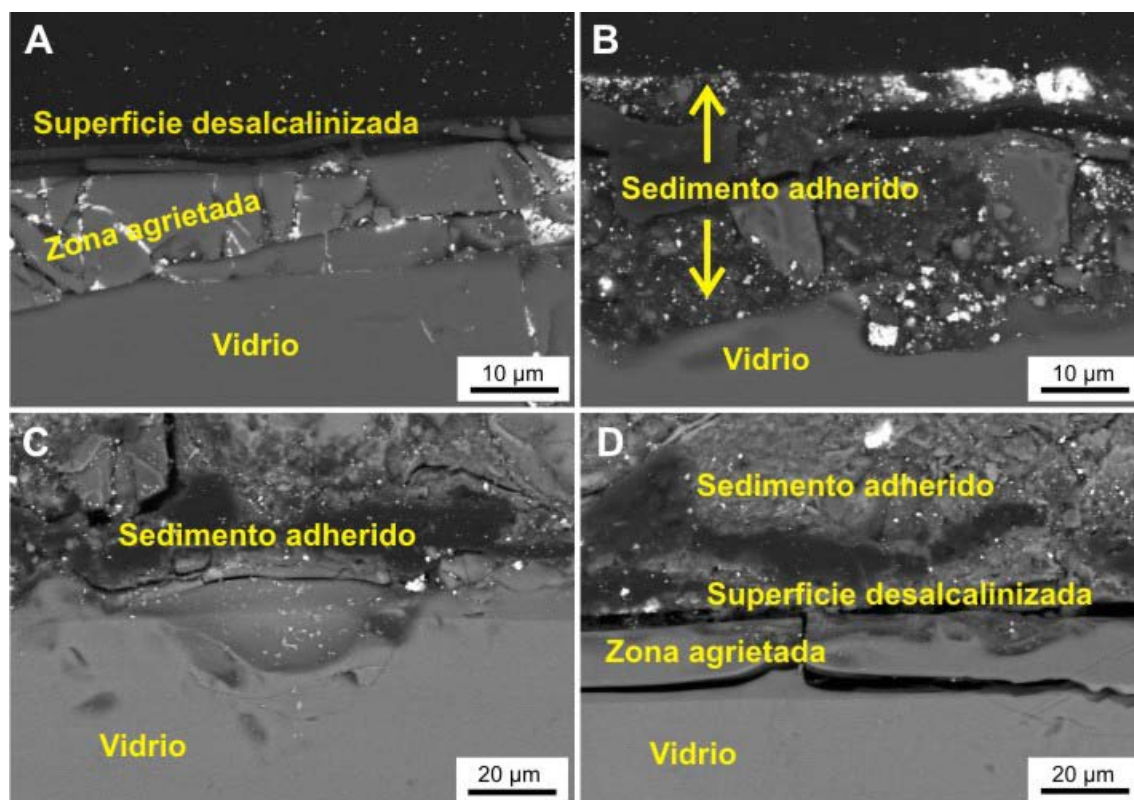 A
Superficie desalcalinizada
Zona agrietada
Vidrio
10 µm
B
Sedimento adherido
Vidrio
10 µm
C
Sedimento adherido
Vidrio
20 µm
D
Sedimento adherido
Superficie desalcalinizada
Zona agrietada
Vidrio
20 µm